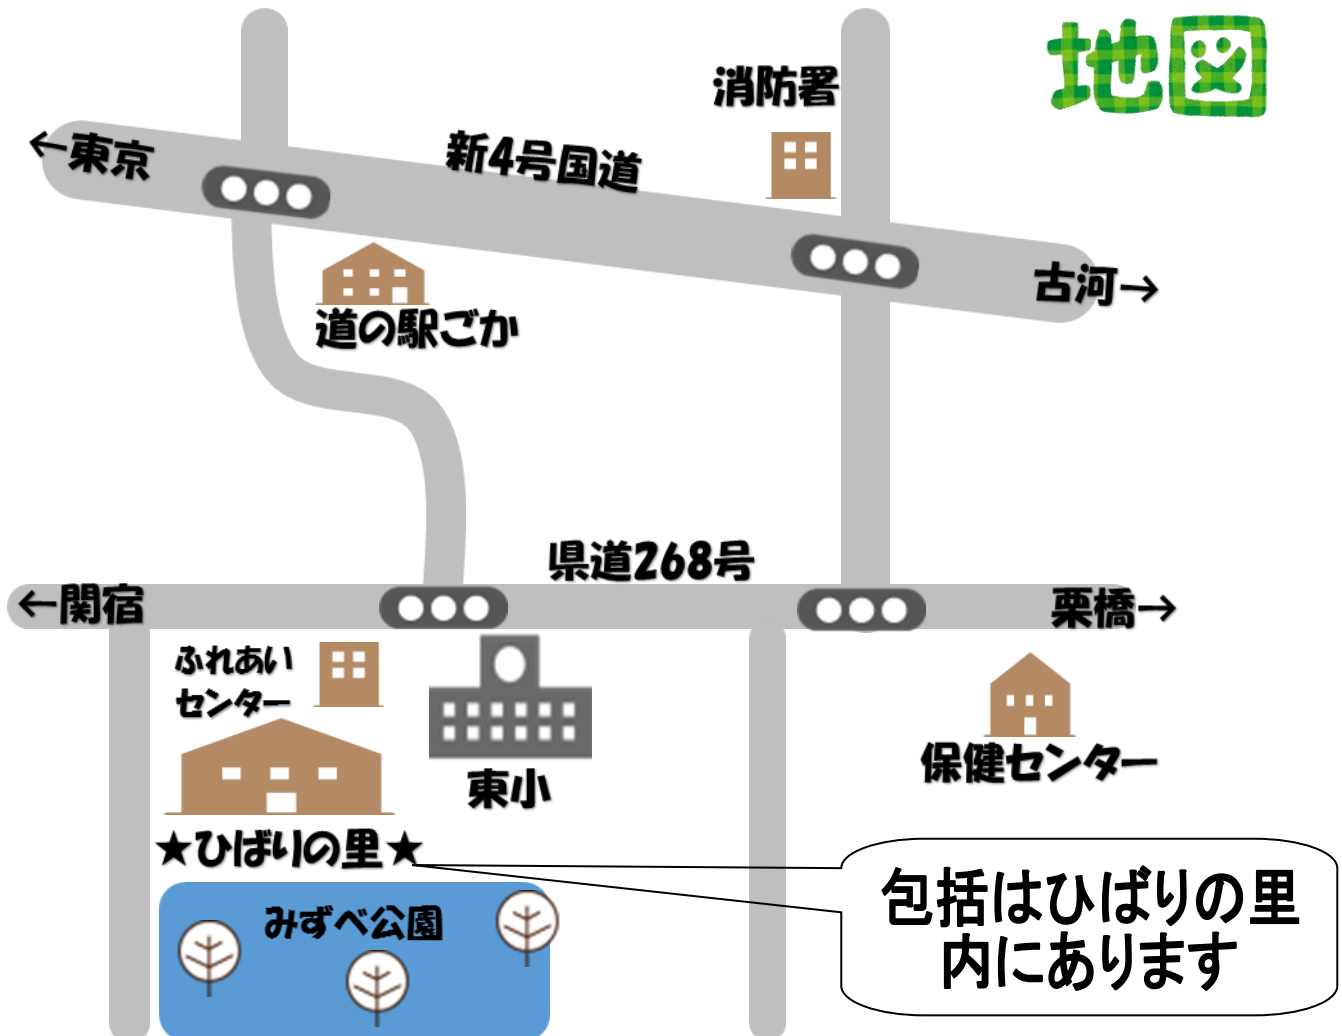 地図
消防署
←東京
新4号国道
古河→
道の駅ごか
県道268号
←関宿
栗橋→
ふれあい
センター
東小
保健センター
★ひばりの里★
包括はひばりの里
内にあります
みずべ公園